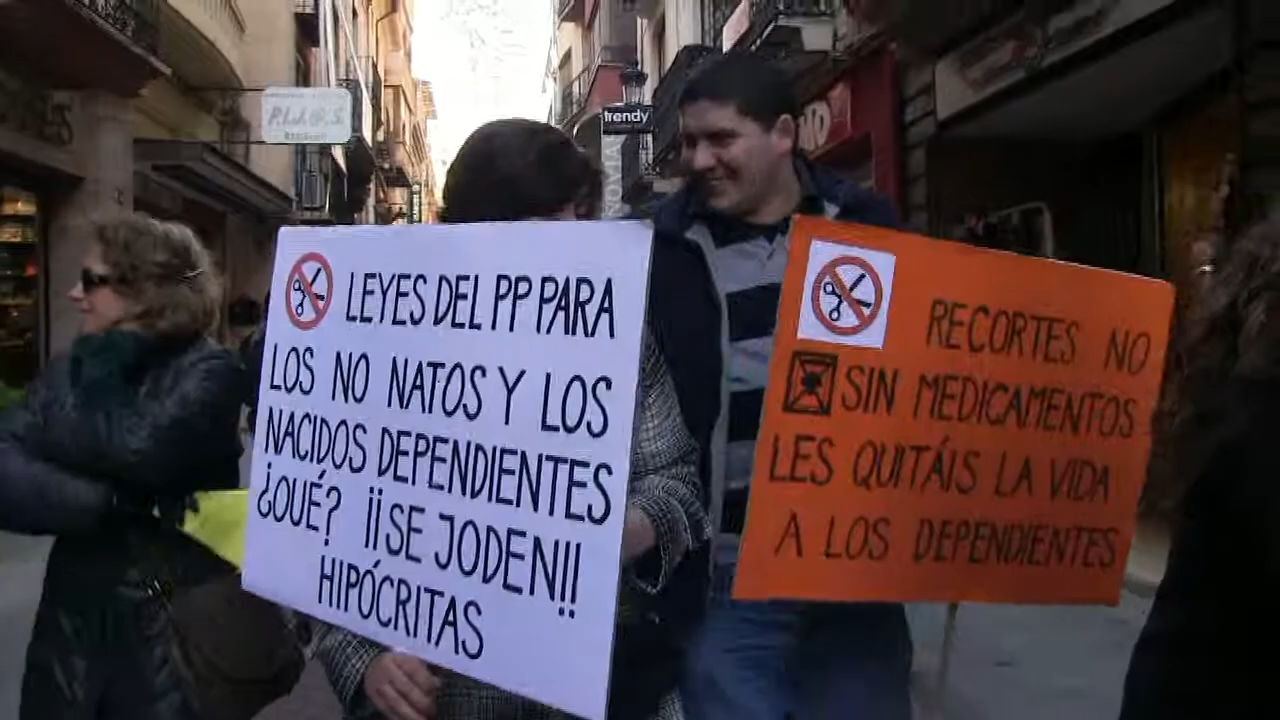 trendy
LEYES DEL PP PARA
LOS NO NATOS Y LOS
NACIDOS DEPENDIENTES
¿QUÉ? ¡¡SE JODEN!!
HIPÓCRITAS
RECORTES NO
SIN MEDICAMENTOS
LES QUITÁIS LA VIDA
A LOS DEPENDIENTES